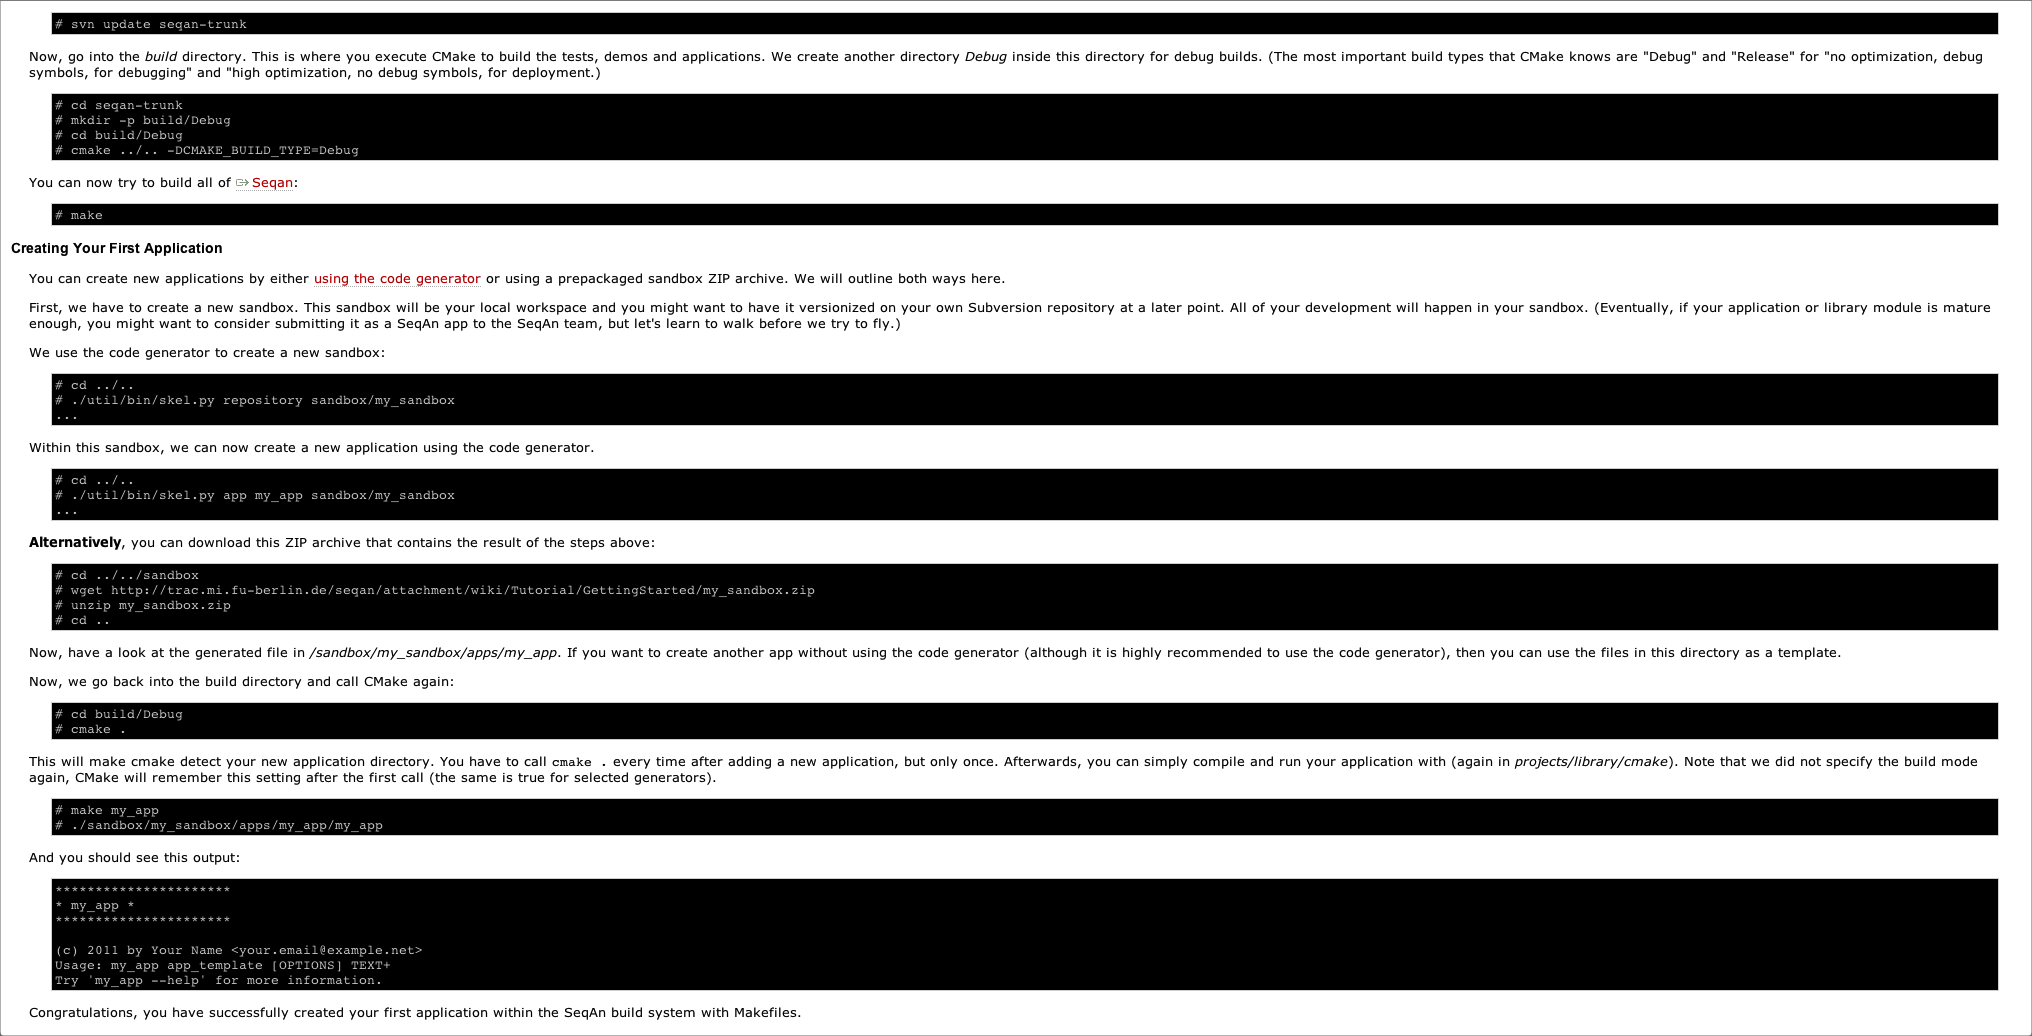 # svn update seqan-trunk
Now, go into the build directory. This is where you execute CMake to build the tests, demos and applications. We create another directory Debug inside this directory for debug builds. (The most important build types that CMake knows are "Debug" and "Release" for "no optimization, debug
symbols, for debugging" and "high optimization, no debug symbols, for deployment.)
# cd seqan-trunk
# mkdir -p build/Debug
# cd build/Debug
# cmake ../.. -DCMAKE_BUILD_TYPE=Debug
You can now try to build all of Seqan:
# make
Creating Your First Application
You can create new applications by either using the code generator or using a prepackaged sandbox ZIP archive. We will outline both ways here.
First, we have to create a new sandbox. This sandbox will be your local workspace and you might want to have it versionized on your own Subversion repository at a later point. All of your development will happen in your sandbox. (Eventually, if your application or library module is mature
enough, you might want to consider submitting it as a SeqAn app to the SeqAn team, but let's learn to walk before we try to fly.)
We use the code generator to create a new sandbox:
# cd ../..
# ./util/bin/skel.py repository sandbox/my_sandbox
...
Within this sandbox, we can now create a new application using the code generator.
# cd ../..
# ./util/bin/skel.py app my_app sandbox/my_sandbox
...
Alternatively, you can download this ZIP archive that contains the result of the steps above:
# cd ../../sandbox
# wget http://trac.mi.fu-berlin.de/seqan/attachment/wiki/Tutorial/GettingStarted/my_sandbox.zip
# unzip my_sandbox.zip
# cd ..
Now, have a look at the generated file in /sandbox/my_sandbox/apps/my_app. If you want to create another app without using the code generator (although it is highly recommended to use the code generator), then you can use the files in this directory as a template.
Now, we go back into the build directory and call CMake again:
# cd build/Debug
# cmake .
This will make cmake detect your new application directory. You have to call cmake . every time after adding a new application, but only once. Afterwards, you can simply compile and run your application with (again in projects/library/cmake). Note that we did not specify the build mode
again, CMake will remember this setting after the first call (the same is true for selected generators).
# make my_app
# ./sandbox/my_sandbox/apps/my_app/my_app
And you should see this output:
**********************
* my_app *
**********************
(c) 2011 by Your Name <your.email@example.net>
Usage: my_app app_template [OPTIONS] TEXT+
Try 'my_app --help' for more information.
Congratulations, you have successfully created your first application within the SeqAn build system with Makefiles.